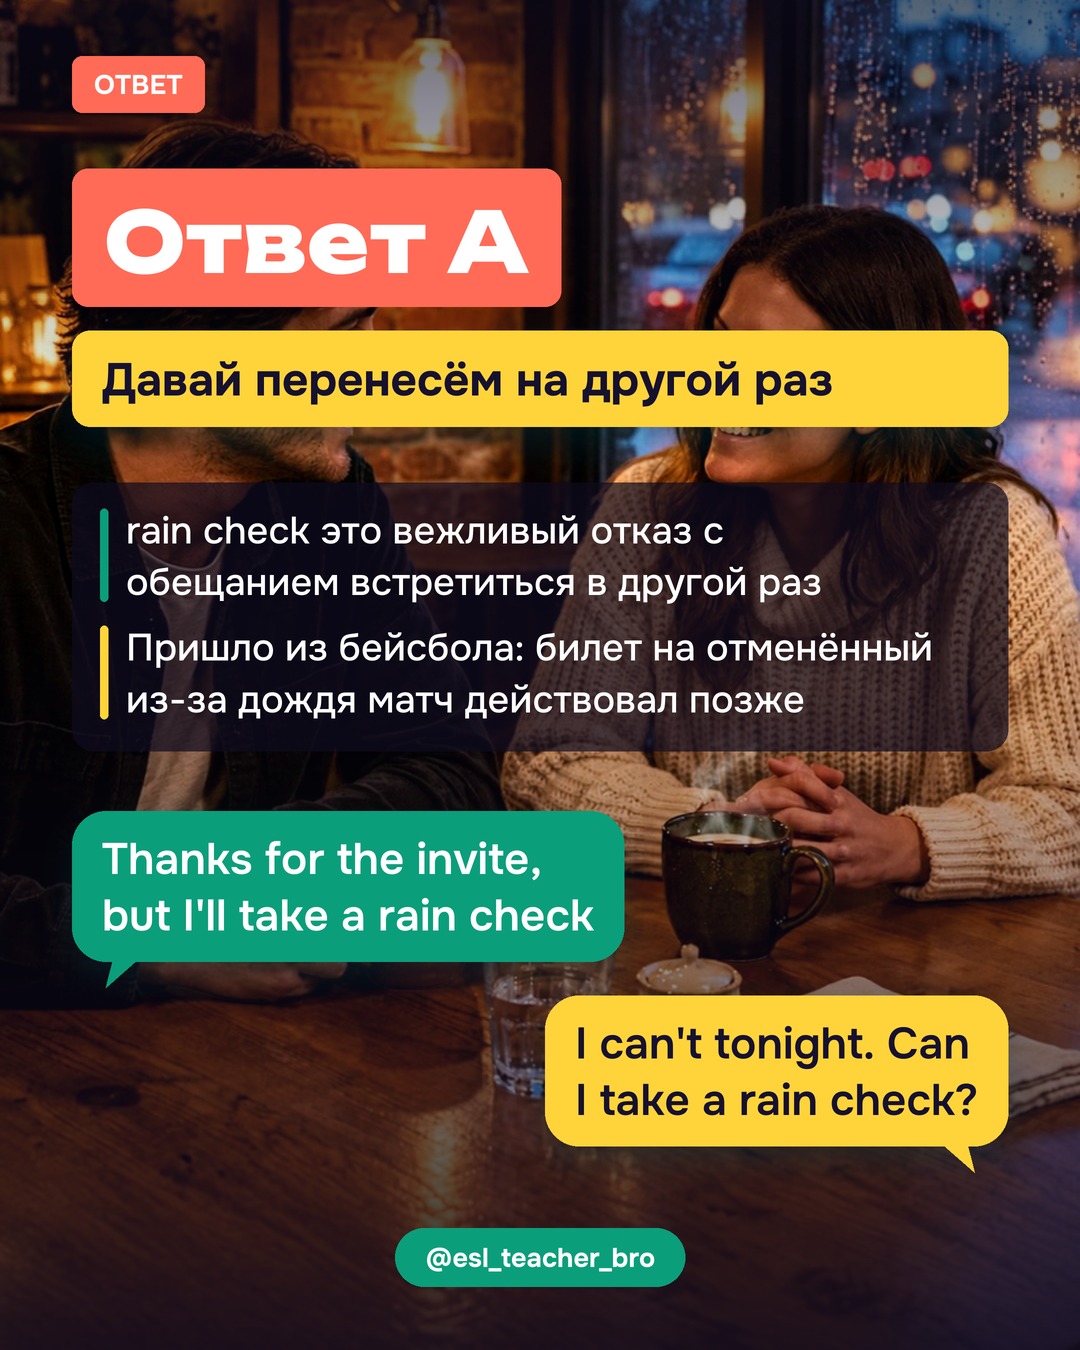 ОТВЕТ
Ответ А
Давай перенесём на другой раз
rain check это вежливый отказ с
обещанием встретиться в другой раз
Пришло из бейсбола: билет на отменённый
из-за дождя матч действовал позже
Thanks for the invite,
but I'll take a rain check
I can't tonight. Can
I take a rain check?
@esl_teacher_bro